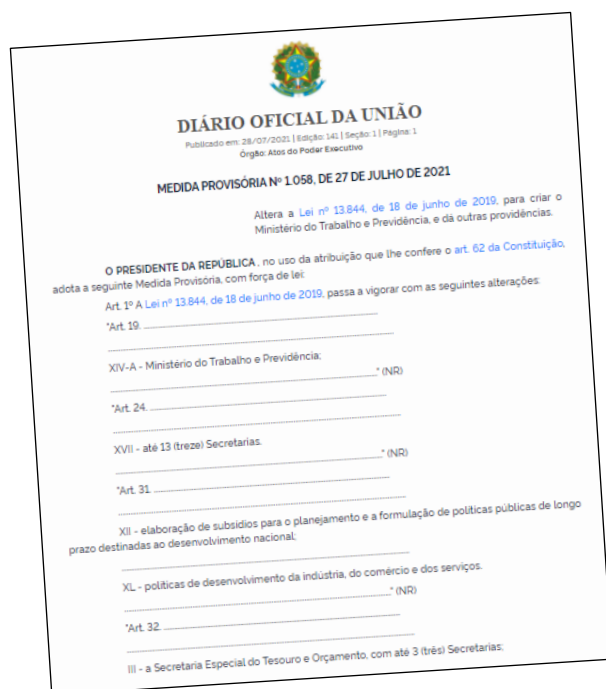 DIÁRIO OFICIAL DA UNIÃO
Publicado em: 28/07/2021 | Edição: 141 | Seção: 1 | Página: 1
Órgão: Atos do Poder Executivo
MEDIDA PROVISÓRIA Nº 1.058, DE 27 DE JULHO DE 2021
Altera a Lei nº 13.844, de 18 de junho de 2019, para criar o
Ministério do Trabalho e Previdência, e dá outras providências.
O PRESIDENTE DA REPÚBLICA , no uso da atribuição que lhe confere o art. 62 da Constituição,
adota a seguinte Medida Provisória, com força de lei:
Art. 1º A Lei nº 13.844, de 18 de junho de 2019, passa a vigorar com as seguintes alterações:
"Art. 19. ........................................................................
........................................................................................
XIV-A - Ministério do Trabalho e Previdência;
........................................................................................" (NR)
"Art. 24. ........................................................................
........................................................................................
XVII - até 13 (treze) Secretarias.
........................................................................................" (NR)
"Art. 31. ........................................................................
........................................................................................
XII - elaboração de subsídios para o planejamento e a formulação de políticas públicas de longo
prazo destinadas ao desenvolvimento nacional;
........................................................................................
XL - políticas de desenvolvimento da indústria, do comércio e dos serviços.
........................................................................................" (NR)
"Art. 32. ........................................................................
........................................................................................
III - a Secretaria Especial do Tesouro e Orçamento, com até 3 (três) Secretarias;